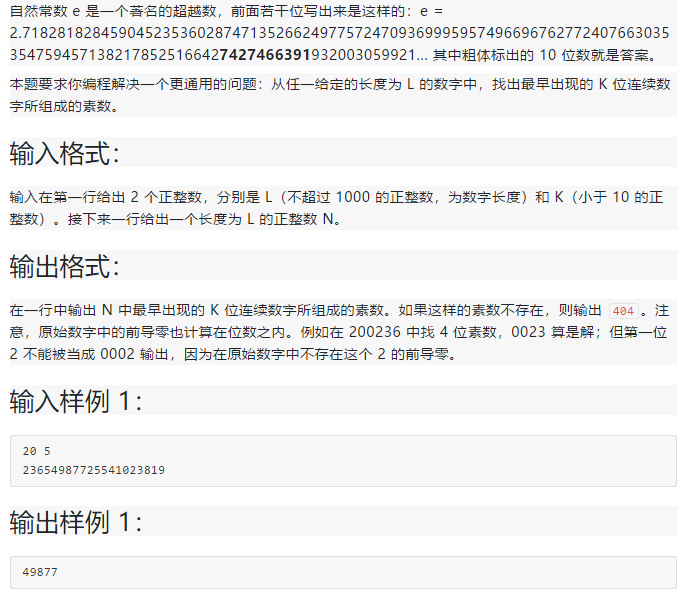 自然常数 e 是一个著名的超越数，前面若干位写出来是这样的：e =
2.71828182845904523536028747135266249775724709369995957496696762772407663035
3547594571382178525166427427466391932003059921... 其中粗体标出的 10 位数就是答案。
本题要求你编程解决一个更通用的问题：从任一给定的长度为 L 的数字中，找出最早出现的 K 位连续数
字所组成的素数。
输入格式：
输入在第一行给出 2 个正整数，分别是 L（不超过 1000 的正整数，为数字长度）和 K（小于 10 的正
整数）。接下来一行给出一个长度为 L 的正整数 N。
输出格式：
在一行中输出 N 中最早出现的 K 位连续数字所组成的素数。如果这样的素数不存在，则输出 404。注
意，原始数字中的前导零也计算在位数之内。例如在 200236 中找 4 位素数，0023 算是解；但第一位
2 不能被当成 0002 输出，因为在原始数字中不存在这个 2 的前导零。
输入样例 1：
20 5
23654987725541023819
输出样例 1：
49877